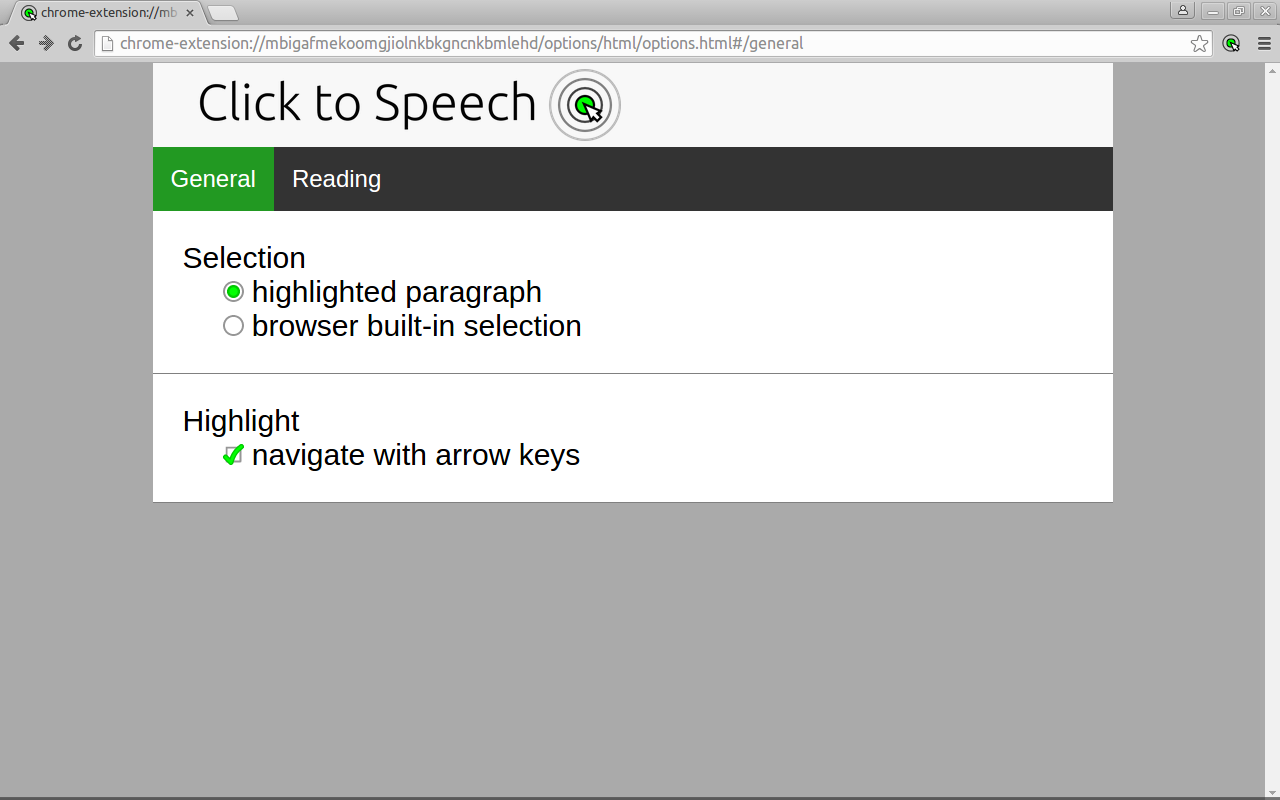 chrome-extension://mb
chrome-extension://mbigafmekoomgjiolnkbkgncnkbmlehd/options/html/options.html#/general
Click to Speech
General Reading
Selection
highlighted paragraph
browser built-in selection
Highlight
navigate with arrow keys